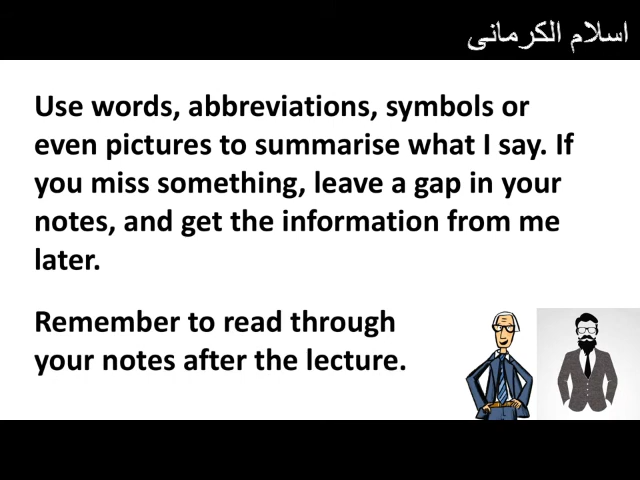 اسلام الكرمانى
Use words, abbreviations, symbols or
even pictures to summarise what I say. If
you miss something, leave a gap in your
notes, and get the information from me
later.
Remember to read through
your notes after the lecture.